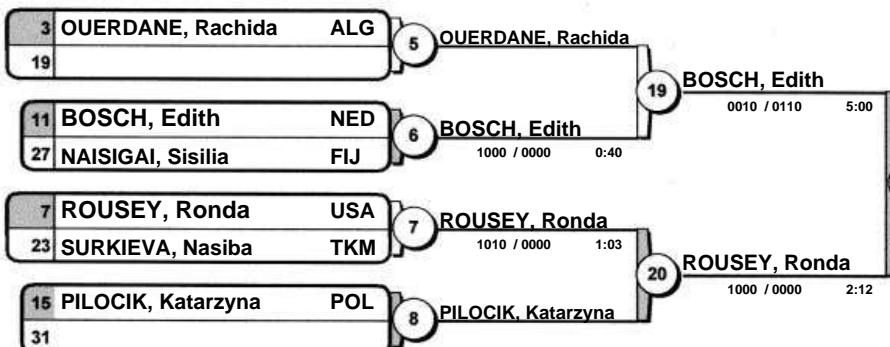 3 OUERDANE, Rachida ALG
19
5
OUERDANE, Rachida
11 BOSCH, Edith NED
27 NAISIGAI, Sisilia FIJ
6
BOSCH, Edith
1000 / 0000 0:40
19
BOSCH, Edith
0010 / 0110 5:00
7 ROUSEY, Ronda USA
23 SURKIEVA, Nasiba TKM
7
ROUSEY, Ronda
1010 / 0000 1:03
15 PILOCIK, Katarzyna POL
31
8
PILOCIK, Katarzyna
20
ROUSEY, Ronda
1000 / 0000 2:12